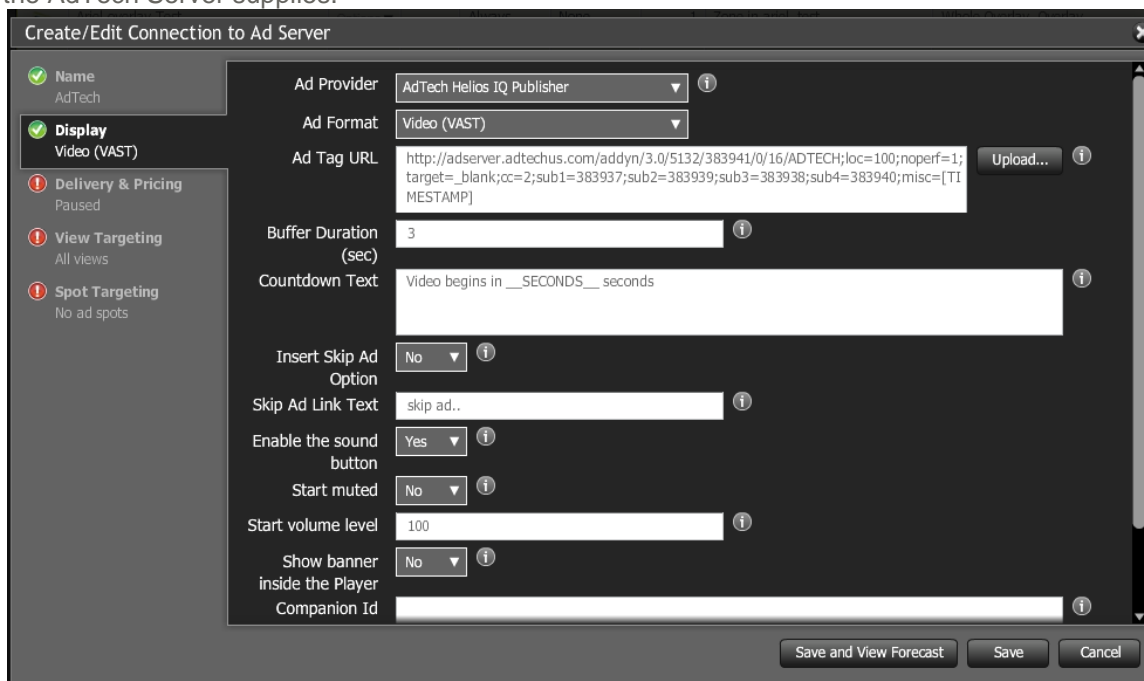 the AdTech Server supplies.
Create/Edit Connection to Ad Server
Name
AdTech
Display
Video (VAST)
Delivery & Pricing
Paused
View Targeting
All views
Spot Targeting
No ad spots
Ad Provider
AdTech Helios IQ Publisher
Ad Format
Video (VAST)
Ad Tag URL
http://adserver.adtechus.com/addyn/3.0/5132/383941/0/16/ADTECH;loc=100;noperf=1;
target=_blank;cc=2;sub1=383937;sub2=383939;sub3=383938;sub4=383940;misc=[TI
MESTAMP]
Upload...
Buffer Duration
(sec)
3
Countdown Text
Video begins in __SECONDS__ seconds
Insert Skip Ad
Option
No
Skip Ad Link Text
skip ad..
Enable the sound
button
Yes
Start muted
No
Start volume level
100
Show banner
inside the Player
No
Companion Id
Save and View Forecast
Save
Cancel